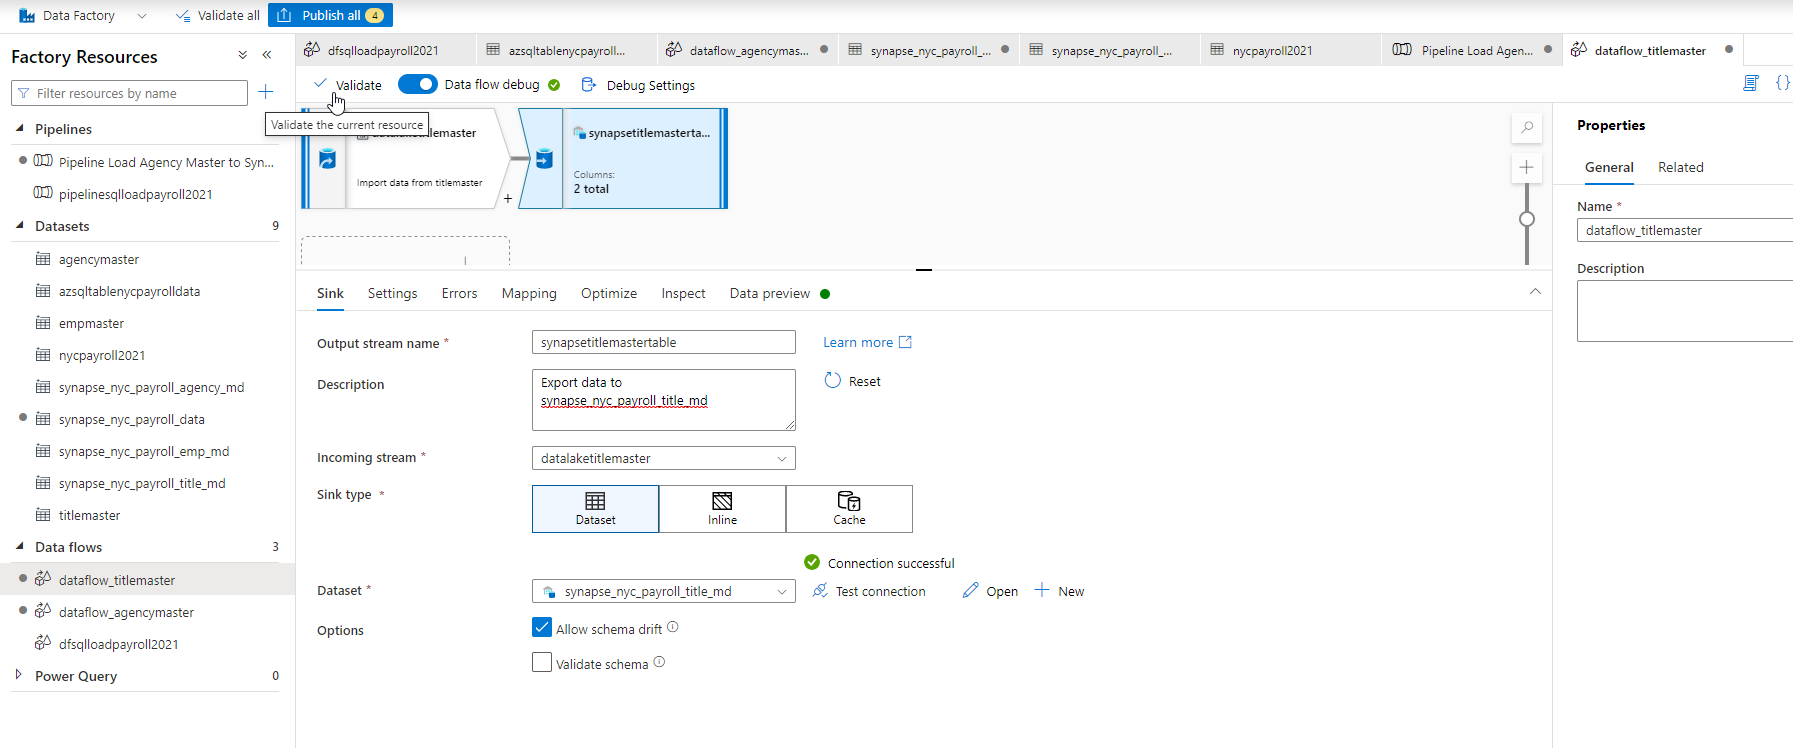 Data Factory
Validate all
Publish all 4
Factory Resources
Filter resources by name
Pipelines
Pipeline Load Agency Master to Syn...
pipelinesqlloadpayroll2021
Datasets 9
agencymaster
azsqltablenycpayrolldata
empmaster
nycpayroll2021
synapse_nyc_payroll_agency_md
synapse_nyc_payroll_data
synapse_nyc_payroll_emp_md
synapse_nyc_payroll_title_md
titlemaster
Data flows 3
dataflow_titlemaster
dataflow_agencymaster
dfsqlloadpayroll2021
Power Query 0
dfsqlloadpayroll2021
azsqltablenycpayroll...
dataflow_agencymas...
synapse_nyc_payroll_...
synapse_nyc_payroll_...
nycpayroll2021
Pipeline Load Agen...
dataflow_titlemaster
Validate
Data flow debug
Debug Settings
Validate the current resource
Import data from titlemaster
+
synapsetitlemasterta...
Columns:
2 total
Sink
Settings
Errors
Mapping
Optimize
Inspect
Data preview
Output stream name *
synapsetitlemastertable
Learn more
Description
Export data to
synapse_nyc_payroll_title_md
Reset
Incoming stream *
datalaketitlemaster
Sink type *
Dataset
Inline
Cache
Connection successful
Dataset *
synapse_nyc_payroll_title_md
Test connection
Open
New
Options
Allow schema drift
Validate schema
Properties
General
Related
Name *
dataflow_titlemaster
Description